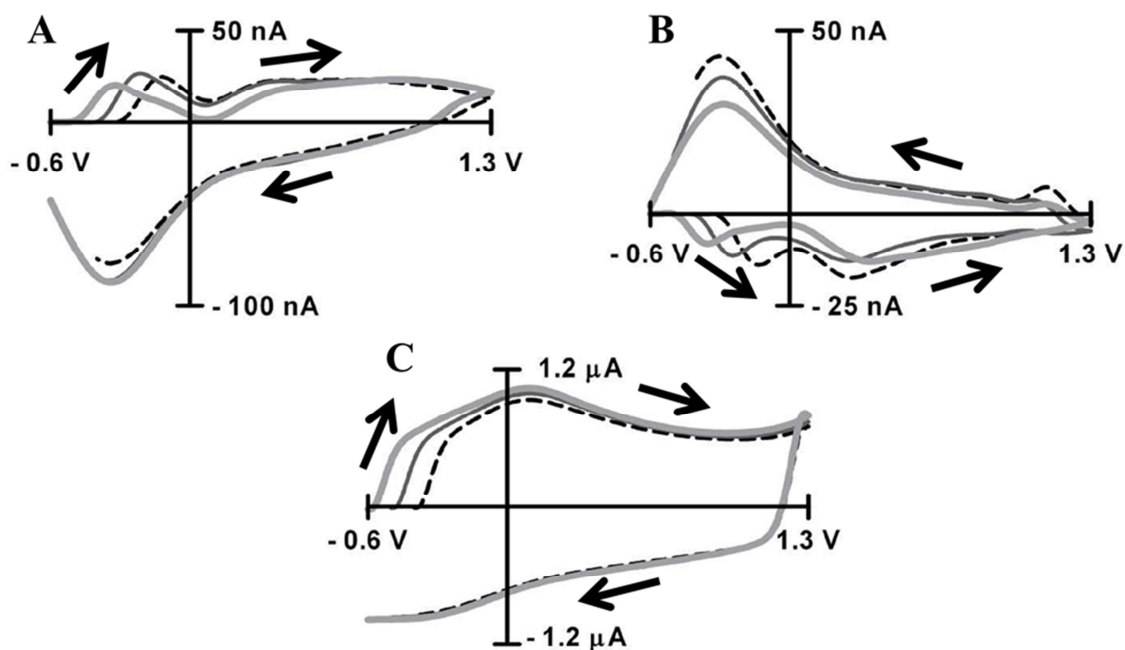 A
50 nA
- 0.6 V
1.3 V
- 100 nA
B
50 nA
- 0.6 V
1.3 V
- 25 nA
C
1.2 μA
- 0.6 V
1.3 V
- 1.2 μA